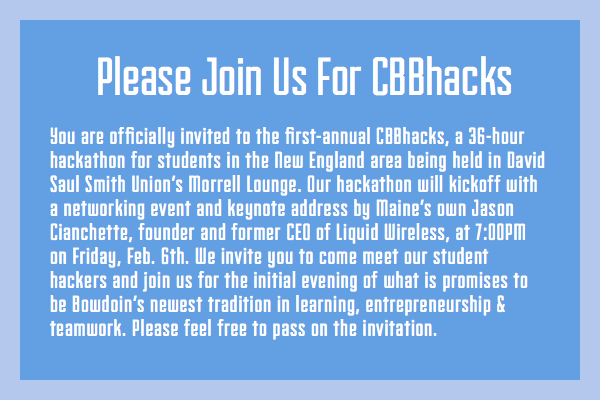 Please Join Us For CBBhacks
You are officially invited to the first-annual CBBhacks, a 36-hour
hackathon for students in the New England area being held in David
Saul Smith Union's Morrell Lounge. Our hackathon will kickoff with
a networking event and keynote address by Maine's own Jason
Cianchette, founder and former CEO of Liquid Wireless, at 7:00PM
on Friday, Feb. 6th. We invite you to come meet our student
hackers and join us for the initial evening of what is promises to
be Bowdoin's newest tradition in learning, entrepreneurship &
teamwork. Please feel free to pass on the invitation.